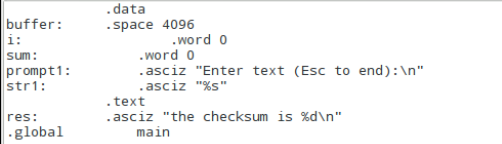 .data
buffer: .space 4096
i: .word 0
sum: .word 0
prompt1: .asciz "Enter text (Esc to end):\n"
str1: .asciz "%s"
.text
res: .asciz "the checksum is %d\n"
.global main